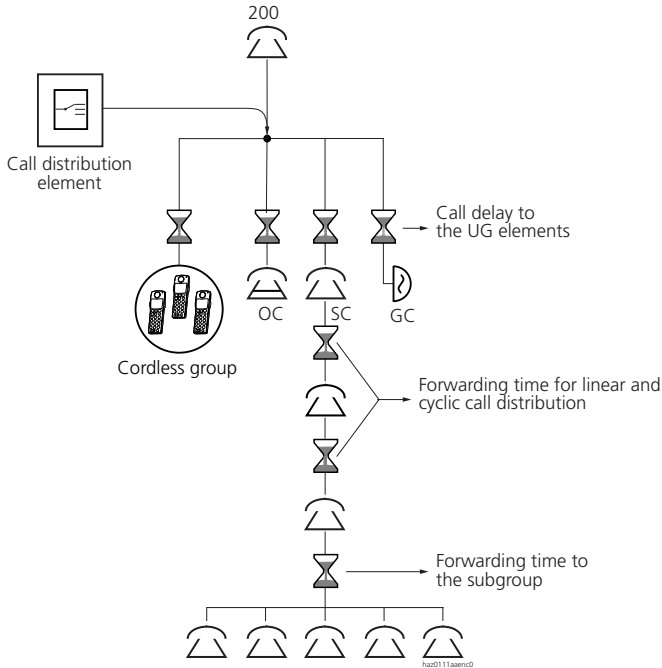 200
Call distribution
element
Call delay to
the UG elements
OC
SC
GC
Cordless group
Forwarding time for linear and
cyclic call distribution
Forwarding time to
the subgroup
haz0111aaenc0